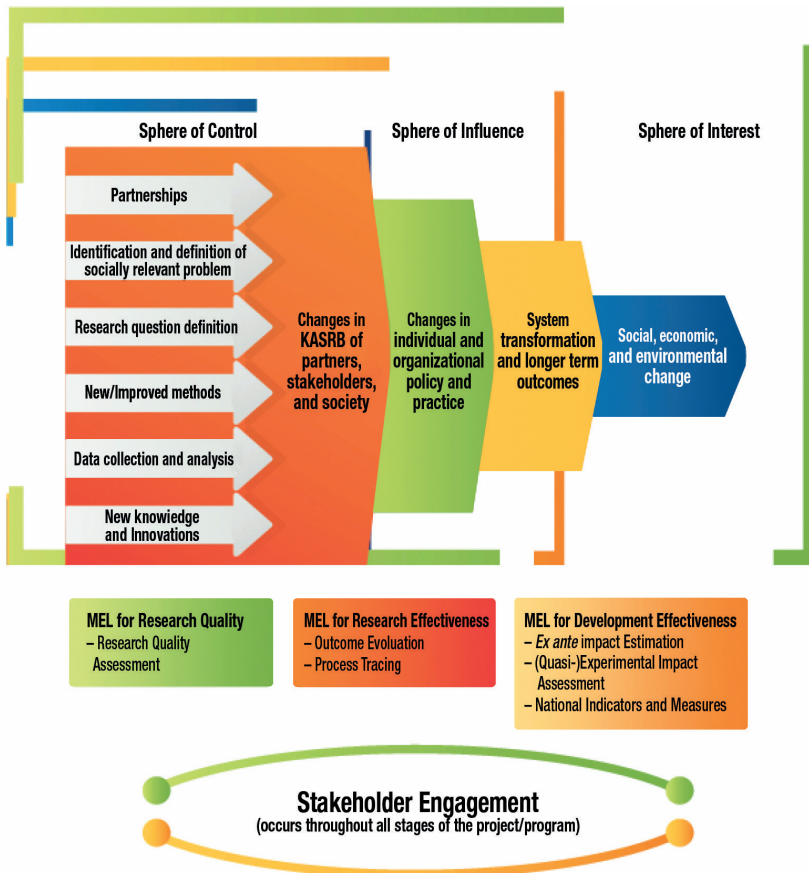 Sphere of Control
Sphere of Influence
Sphere of Interest
Partnerships
Identification and definition of
socially relevant problem
Research question definition
New/Improved methods
Data collection and analysis
New knowledge
and Innovations
Changes in
KASRB of
partners,
stakeholders,
and society
Changes in
individual and
organizational
policy and
practice
System
transformation
and longer term
outcomes
Social, economic,
and environmental
change
MEL for Research Quality
– Research Quality
Assessment
MEL for Research Effectiveness
– Outcome Evaluation
– Process Tracing
MEL for Development Effectiveness
– Ex ante impact Estimation
– (Quasi-)Experimental Impact
Assessment
– National Indicators and Measures
Stakeholder Engagement
(occurs throughout all stages of the project/program)